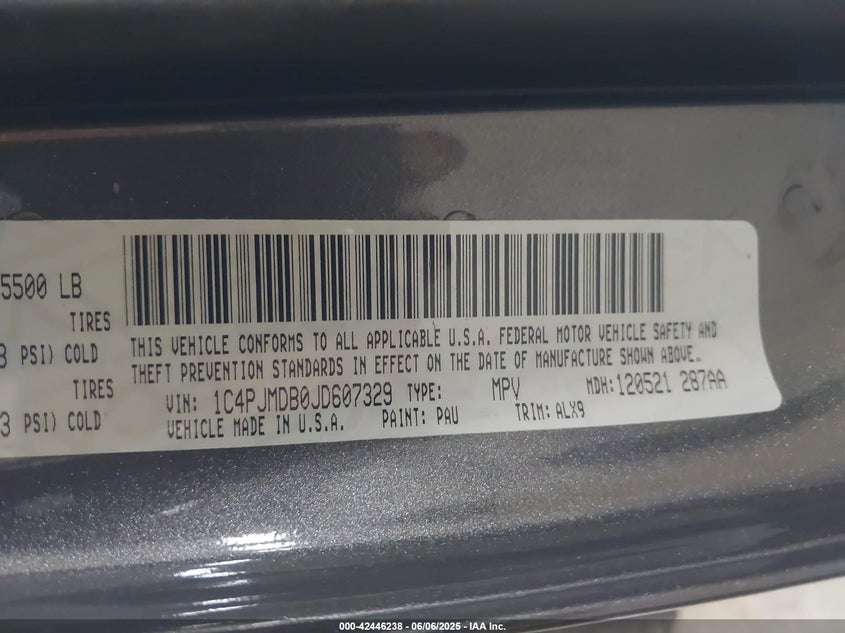 5500 LB
TIRES
PSI) COLD
TIRES
3 PSI) COLD
THIS VEHICLE CONFORMS TO ALL APPLICABLE U.S.A. FEDERAL MOTOR VEHICLE SAFETY AND
THEFT PREVENTION STANDARDS IN EFFECT ON THE DATE OF MANUFACTURE SHOWN ABOVE.
VIN: 1C4PJMDB0JD607329 TYPE: MPV MDH:120521 287AA
VEHICLE MADE IN U.S.A. PAINT: PAU TRIM: ALX9
000-42446238 - 06/06/2025 - IAA Inc.